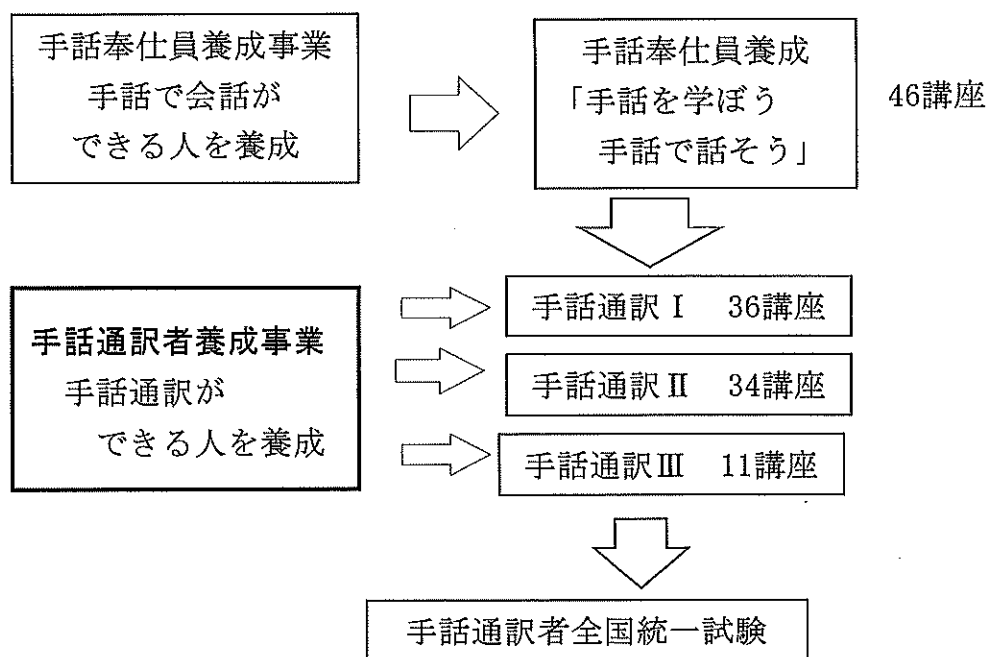 手話奉仕員養成事業
手話で会話が
できる人を養成
手話奉仕員養成
「手話を学ぼう
手話で話そう」
46講座
手話通訳者養成事業
手話通訳が
できる人を養成
手話通訳Ⅰ 36講座
手話通訳Ⅱ 34講座
手話通訳Ⅲ 11講座
手話通訳者全国統一試験